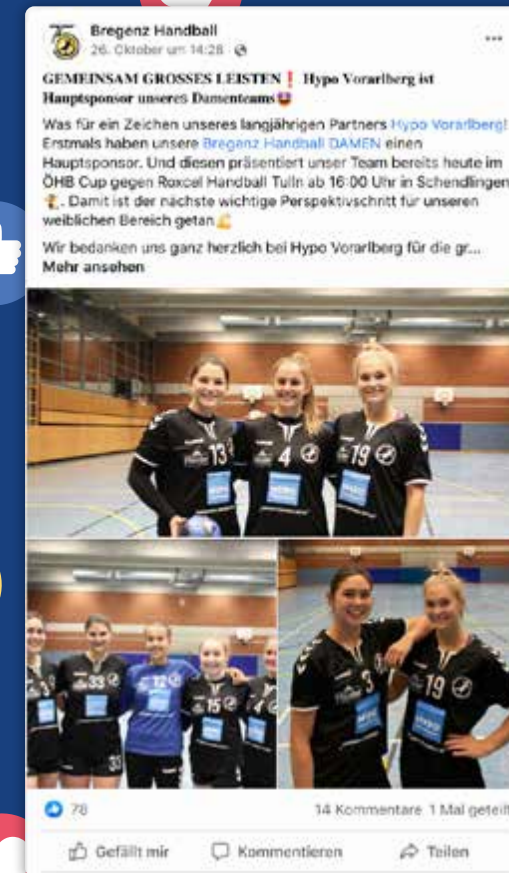 Bregenz Handball
26. Oktober um 14:28
GEMEINSAM GROSSES LEISTEN❗ Hypo Vorarlberg ist
Hauptsponsor unseres Damenteams
Was für ein Zeichen unseres langjährigen Partners Hypo Vorarlberg!
Erstmals haben unsere Bregenz Handball DAMEN einen
Hauptsponsor. Und diesen präsentiert unser Team bereits heute im
ÖHB Cup gegen Roxcel Handball Tulln ab 16:00 Uhr in Schendlingen
. Damit ist der nächste wichtige Perspektivschritt für unseren
weiblichen Bereich getan
Wir bedanken uns ganz herzlich bei Hypo Vorarlberg für die gr...
Mehr ansehen
13
4
19
33
12
15
3
19
78
14 Kommentare 1 Mal geteilt
Gefällt mir
Kommentieren
Teilen